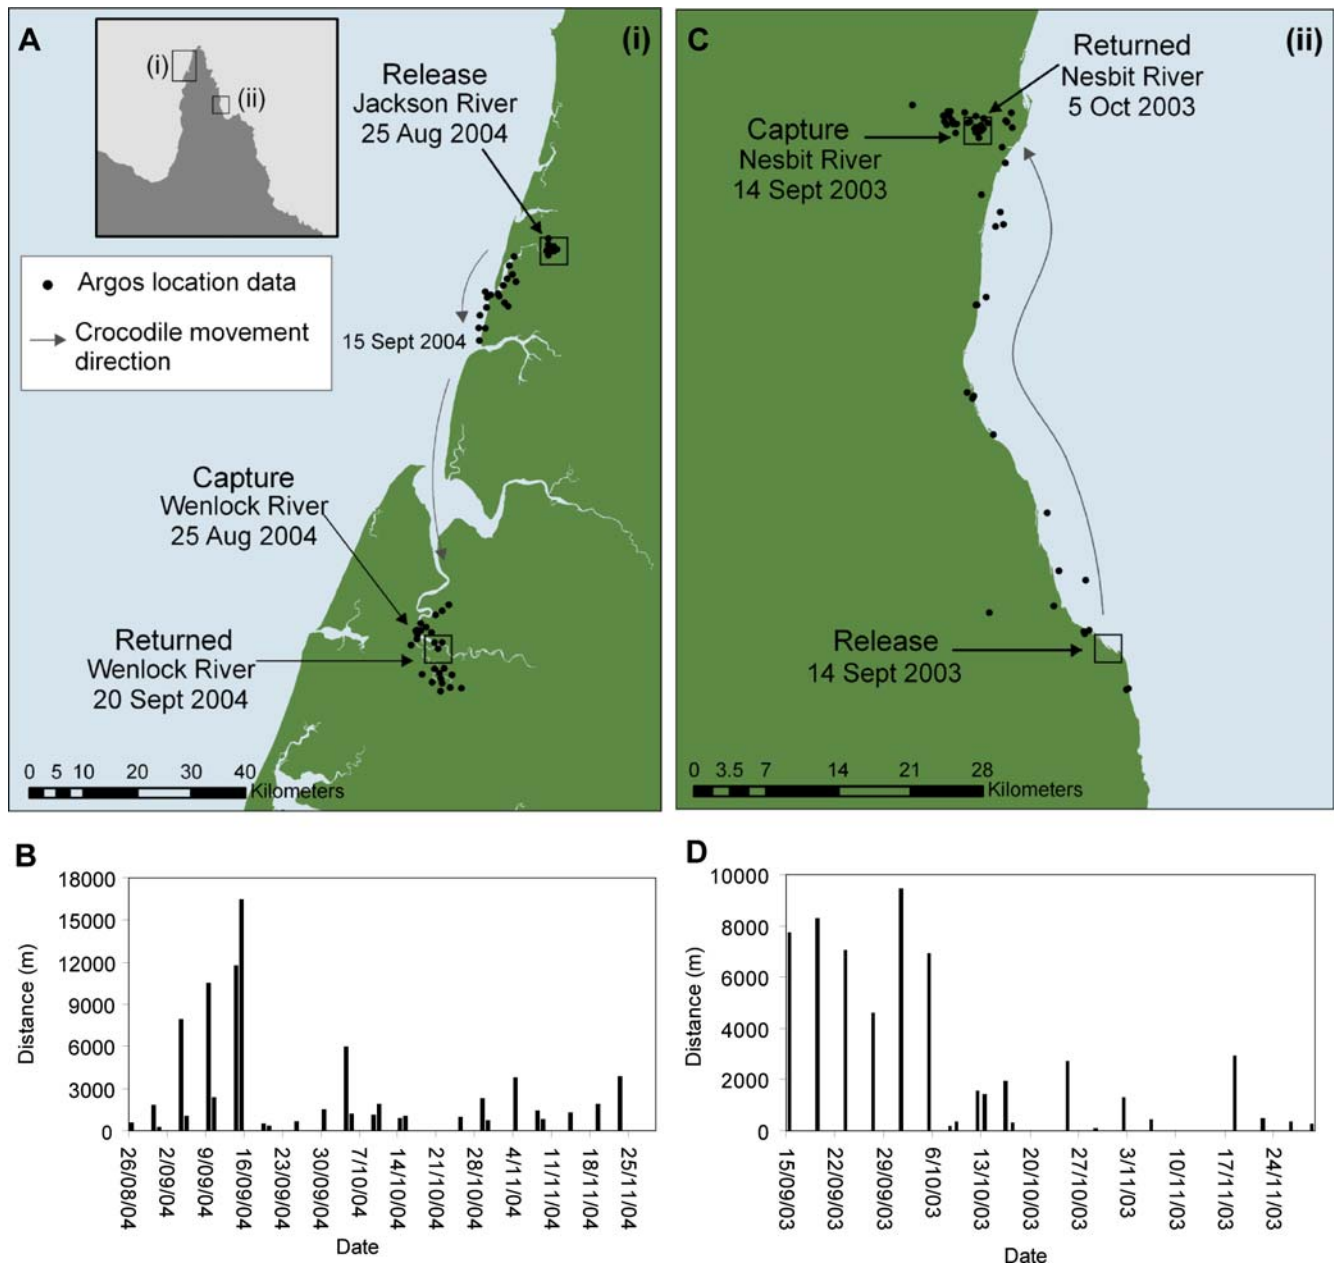 A
(i)
(i)
(ii)
Release
Jackson River
25 Aug 2004
Argos location data
Crocodile movement
direction
15 Sept 2004
Capture
Wenlock River
25 Aug 2004
Returned
Wenlock River
20 Sept 2004
0 5 10 20 30 40
Kilometers
C
(ii)
Returned
Nesbit River
5 Oct 2003
Capture
Nesbit River
14 Sept 2003
Release
14 Sept 2003
0 3.5 7 14 21 28
Kilometers
B
18000
15000
12000
9000
6000
3000
0
Distance (m)
26/08/04
2/09/04
9/09/04
16/09/04
23/09/04
30/09/04
7/10/04
14/10/04
21/10/04
28/10/04
4/11/04
11/11/04
18/11/04
25/11/04
Date
D
10000
8000
6000
4000
2000
0
Distance (m)
15/09/03
22/09/03
29/09/03
6/10/03
13/10/03
20/10/03
27/10/03
3/11/03
10/11/03
17/11/03
24/11/03
Date